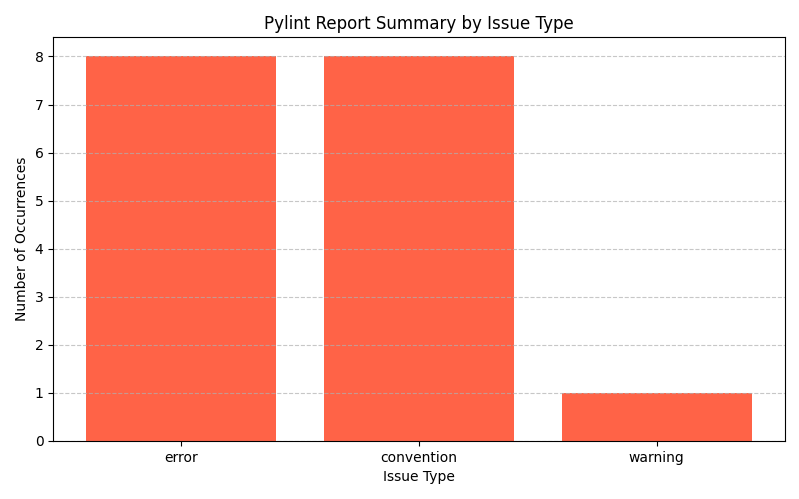 Pylint Report Summary by Issue Type
Number of Occurrences
8
7
6
5
4
3
2
1
0
error convention warning
Issue Type